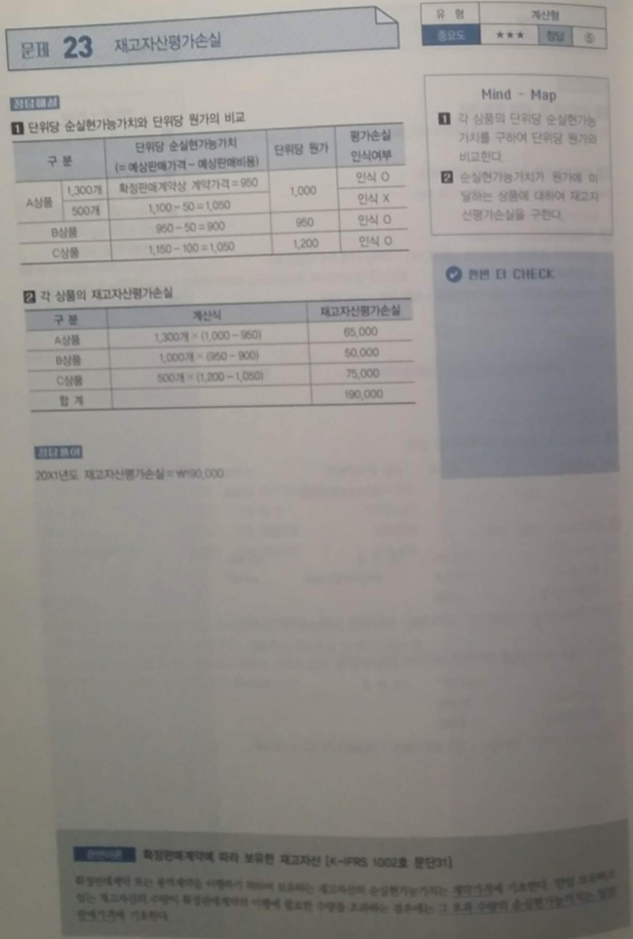 문제 23 재고자산평가손실
유 형 계산형
중요도 ★★★ 정답 ⑤
정답해설
1 단위당 순실현가능가치와 단위당 원가의 비교
구 분 단위당 순실현가능가치 (=예상판매가격-예상판매비용) 단위당 원가 평가손실 인식여부
A상품 1,300개 확정판매계약상 계약가격=950 1,000 인식 O
500개 1,100-50=1,050 인식 X
B상품 950-50=900 950 인식 O
C상품 1,150-100=1,050 1,200 인식 O
2 각 상품의 재고자산평가손실
구 분 계산식 재고자산평가손실
A상품 1,300개×(1,000-950) 65,000
B상품 1,000개×(950-900) 50,000
C상품 500개×(1,200-1,050) 75,000
합 계 190,000
정답풀이
20X1년도 재고자산평가손실=₩190,000
Mind - Map
1 각 상품의 단위당 순실현가능
가치를 구하여 단위당 원가와
비교한다.
2 순실현가능가치가 원가에 미
달하는 상품에 대하여 재고자
산평가손실을 구한다.
한번 더 CHECK
관련이론 확정판매계약에 따라 보유한 재고자산 [K-IFRS 1002호 문단31]
확정판매계약 또는 용역계약을 이행하기 위하여 보유하는 재고자산의 순실현가능가치는 계약가격에 기초한다. 만일 보유하고
있는 재고자산의 수량이 확정판매계약의 이행에 필요한 수량을 초과하는 경우에는 그 초과 수량의 순실현가능가치는 일반
판매가격에 기초한다.